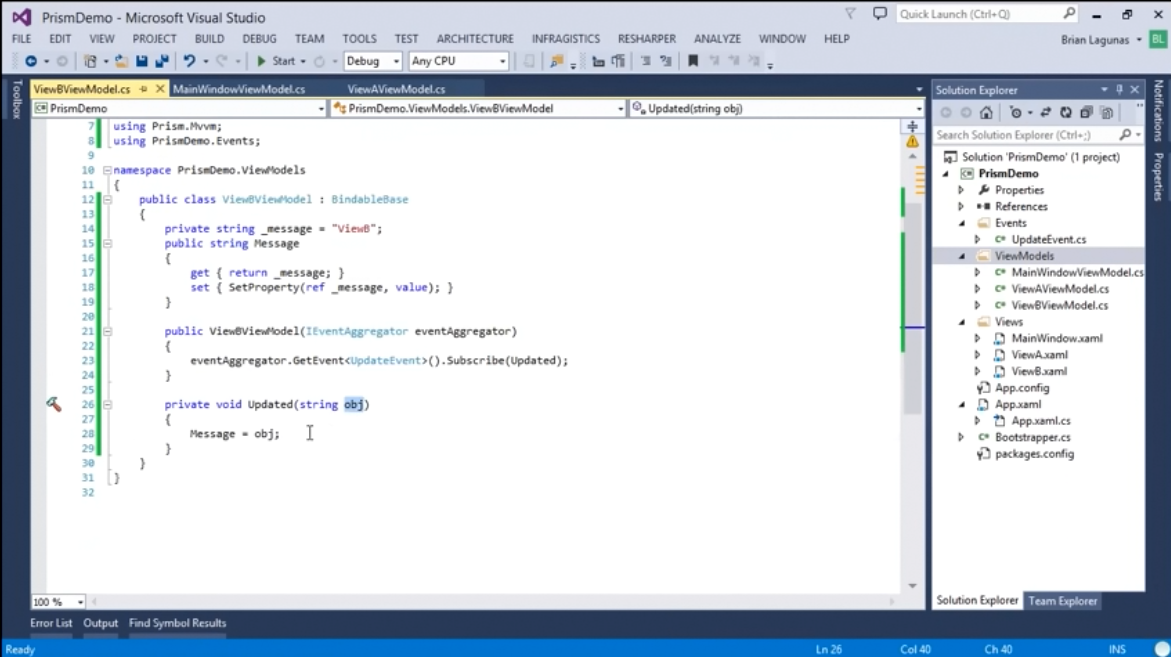 PrismDemo - Microsoft Visual Studio
Quick Launch (Ctrl+Q)
FILE EDIT VIEW PROJECT BUILD DEBUG TEAM TOOLS TEST ARCHITECTURE INFRAGISTICS RESHARPER ANALYZE WINDOW HELP
Brian Lagunas BL
Start Debug Any CPU
Toolbox
ViewBViewModel.cs MainWindowViewModel.cs ViewAViewModel.cs
PrismDemo PrismDemo.ViewModels.ViewBViewModel Updated(string obj)
7 using Prism.Mvvm;
8 using PrismDemo.Events;
9
10 namespace PrismDemo.ViewModels
11 {
12 public class ViewBViewModel : BindableBase
13 {
14 private string _message = "ViewB";
15 public string Message
16 {
17 get { return _message; }
18 set { SetProperty(ref _message, value); }
19 }
20
21 public ViewBViewModel(IEventAggregator eventAggregator)
22 {
23 eventAggregator.GetEvent<UpdateEvent>().Subscribe(Updated);
24 }
25
26 private void Updated(string obj)
27 {
28 Message = obj;
29 }
30 }
31 }
32
100 %
Solution Explorer
Search Solution Explorer (Ctrl+;)
Solution 'PrismDemo' (1 project)
PrismDemo
Properties
References
Events
UpdateEvent.cs
ViewModels
MainWindowViewModel.cs
ViewAViewModel.cs
ViewBViewModel.cs
Views
MainWindow.xaml
ViewA.xaml
ViewB.xaml
App.config
App.xaml
App.xaml.cs
Bootstrapper.cs
packages.config
Solution Explorer Team Explorer
Notifications
Properties
Error List Output Find Symbol Results
Ready Ln 26 Col 40 Ch 40 INS